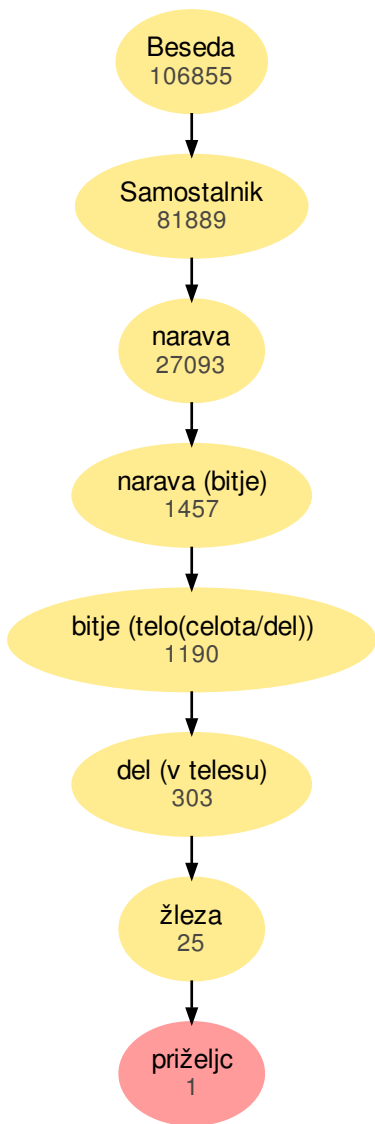 Beseda
106855
Samostalnik
81889
narava
27093
narava (bitje)
1457
bitje (telo(celota/del))
1190
del (v telesu)
303
žleza
25
priželjc
1